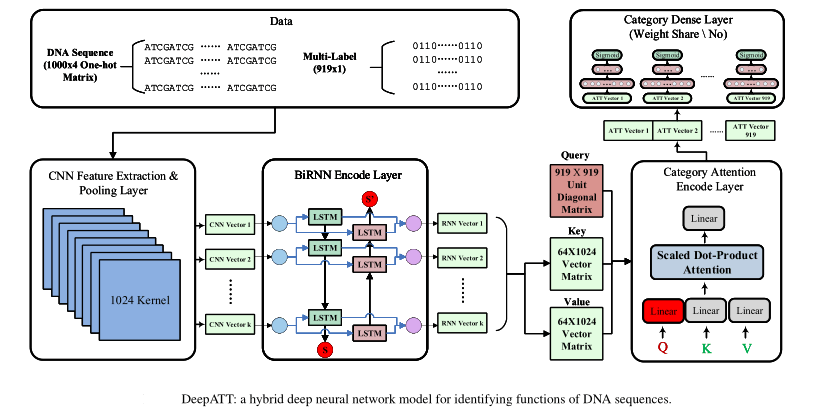 Data
DNA Sequence
(1000x4 One-hot
Matrix)
ATCGATCG ...... ATCGATCG
ATCGATCG ...... ATCGATCG
......
ATCGATCG ...... ATCGATCG
Multi-Label
(919x1)
0110......0110
0110......0110
......
0110......0110
Category Dense Layer
(Weight Share \ No)
Sigmoid
Sigmoid
Sigmoid
......
ATT Vector 1
ATT Vector 2
ATT Vector 919
ATT Vector 1
ATT Vector 2
......
ATT Vector
919
CNN Feature Extraction &
Pooling Layer
1024 Kernel
CNN Vector 1
CNN Vector 2
CNN Vector k
BiRNN Encode Layer
S'
LSTM
LSTM
LSTM
LSTM
LSTM
LSTM
S
RNN Vector 1
RNN Vector 2
RNN Vector k
Query
919 X 919
Unit
Diagonal
Matrix
Key
64X1024
Vector
Matrix
Value
64X1024
Vector
Matrix
Category Attention
Encode Layer
Linear
Scaled Dot-Product
Attention
Linear
Linear
Linear
Q
K
V
DeepATT: a hybrid deep neural network model for identifying functions of DNA sequences.